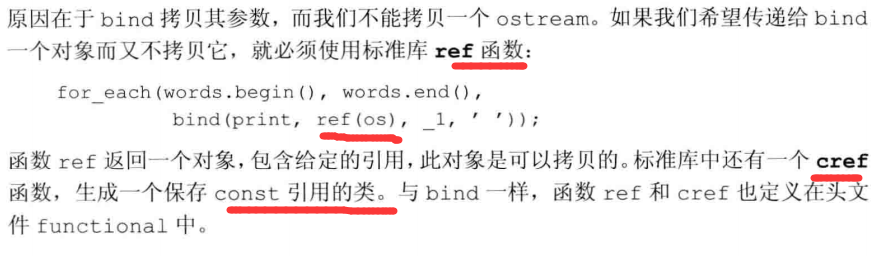 原因在于 bind 拷贝其参数，而我们不能拷贝一个 ostream。如果我们希望传递给 bind
一个对象而又不拷贝它，就必须使用标准库 ref 函数：
for_each(words.begin(), words.end(),
bind(print, ref(os), _1, ' '));
函数 ref 返回一个对象，包含给定的引用，此对象是可以拷贝的。标准库中还有一个 cref
函数，生成一个保存 const 引用的类。与 bind 一样，函数 ref 和 cref 也定义在头文
件 functional 中。